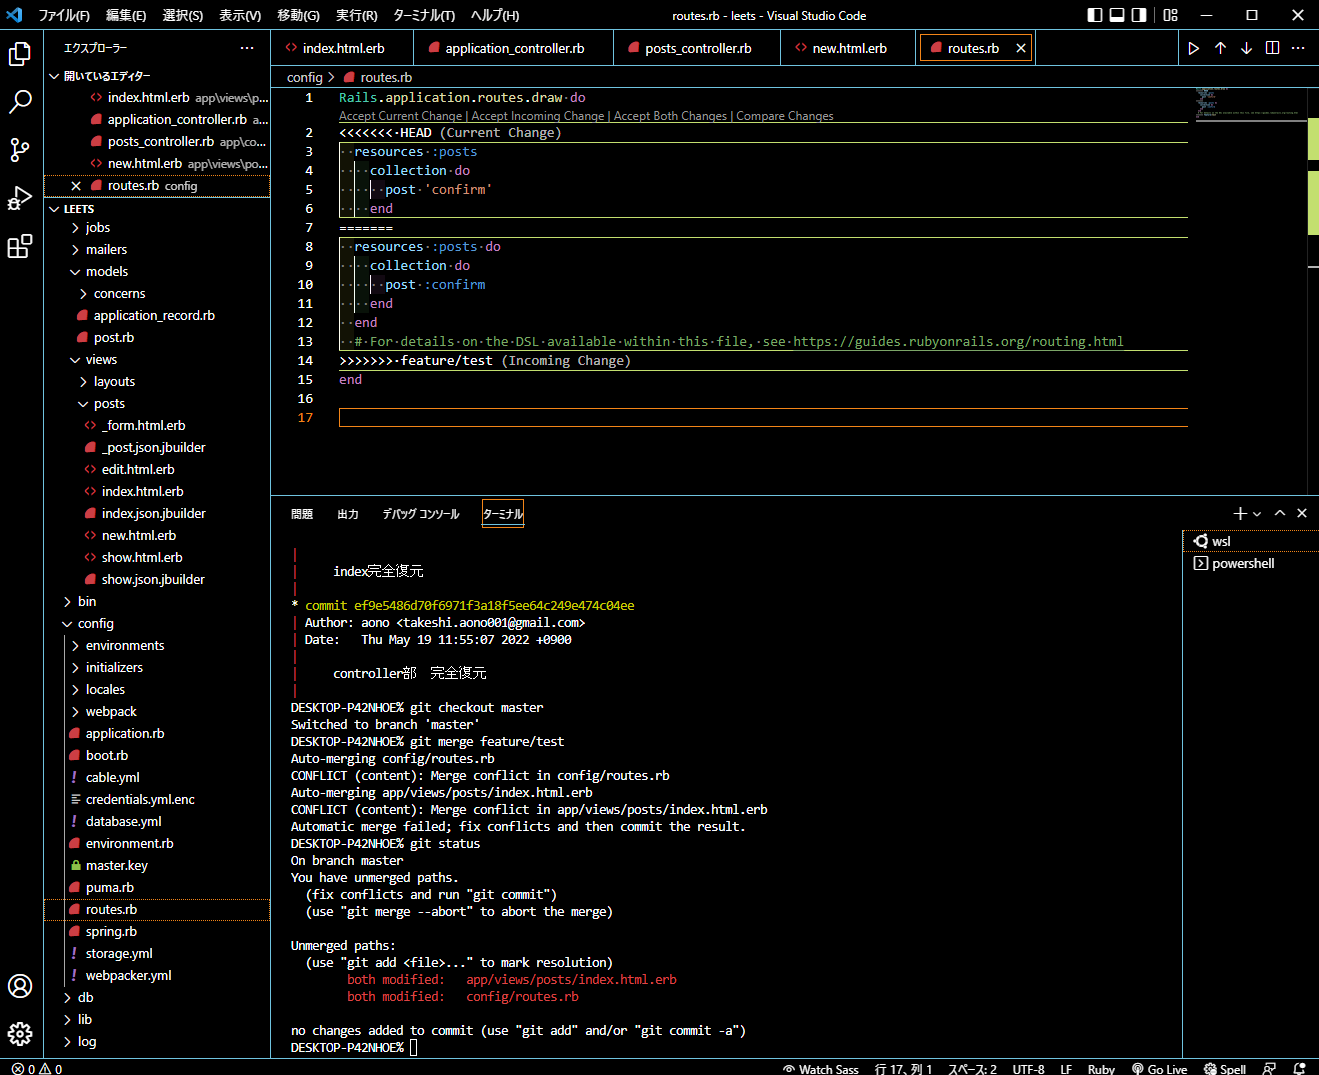 ファイル(F) 編集(E) 選択(S) 表示(V) 移動(G) 実行(R) ターミナル(T) ヘルプ(H)
routes.rb - leets - Visual Studio Code
エクスプローラー
index.html.erb
application_controller.rb
posts_controller.rb
new.html.erb
routes.rb
config > routes.rb
開いているエディター
index.html.erb app\views\p...
application_controller.rb a...
posts_controller.rb app\co...
new.html.erb app\views\po...
routes.rb config
LEETS
jobs
mailers
models
concerns
application_record.rb
post.rb
views
layouts
posts
_form.html.erb
_post.json.jbuilder
edit.html.erb
index.html.erb
index.json.jbuilder
new.html.erb
show.html.erb
show.json.jbuilder
bin
config
environments
initializers
locales
webpack
application.rb
boot.rb
cable.yml
credentials.yml.enc
database.yml
environment.rb
master.key
puma.rb
routes.rb
spring.rb
storage.yml
webpacker.yml
db
lib
log
1 Rails.application.routes.draw do
Accept Current Change | Accept Incoming Change | Accept Both Changes | Compare Changes
2 <<<<<<< HEAD (Current Change)
3 resources :posts
4 collection do
5 post 'confirm'
6 end
7 =======
8 resources :posts do
9 collection do
10 post :confirm
11 end
12 end
13 # For details on the DSL available within this file, see https://guides.rubyonrails.org/routing.html
14 >>>>>>> feature/test (Incoming Change)
15 end
16
17
問題 出力 デバッグ コンソール ターミナル
wsl
powershell
index完全復元
* commit ef9e5486d70f6971f3a18f5ee64c249e474c04ee
Author: aono <takeshi.aono001@gmail.com>
Date: Thu May 19 11:55:07 2022 +0900
controller部 完全復元
DESKTOP-P42NHOE% git checkout master
Switched to branch 'master'
DESKTOP-P42NHOE% git merge feature/test
Auto-merging config/routes.rb
CONFLICT (content): Merge conflict in config/routes.rb
Auto-merging app/views/posts/index.html.erb
CONFLICT (content): Merge conflict in app/views/posts/index.html.erb
Automatic merge failed; fix conflicts and then commit the result.
DESKTOP-P42NHOE% git status
On branch master
You have unmerged paths.
(fix conflicts and run "git commit")
(use "git merge --abort" to abort the merge)
Unmerged paths:
(use "git add <file>..." to mark resolution)
both modified: app/views/posts/index.html.erb
both modified: config/routes.rb
no changes added to commit (use "git add" and/or "git commit -a")
DESKTOP-P42NHOE%
0 0
Watch Sass 行 17、列 1 スペース: 2 UTF-8 LF Ruby Go Live Spell